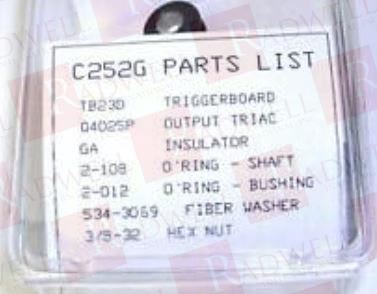 C252G PARTS LIST
TB23D TRIGGERBOARD
Q4025P OUTPUT TRIAC
GA INSULATOR
2-108 O'RING - SHAFT
2-012 O'RING - BUSHING
534-3069 FIBER WASHER
3/8-32 HEX NUT